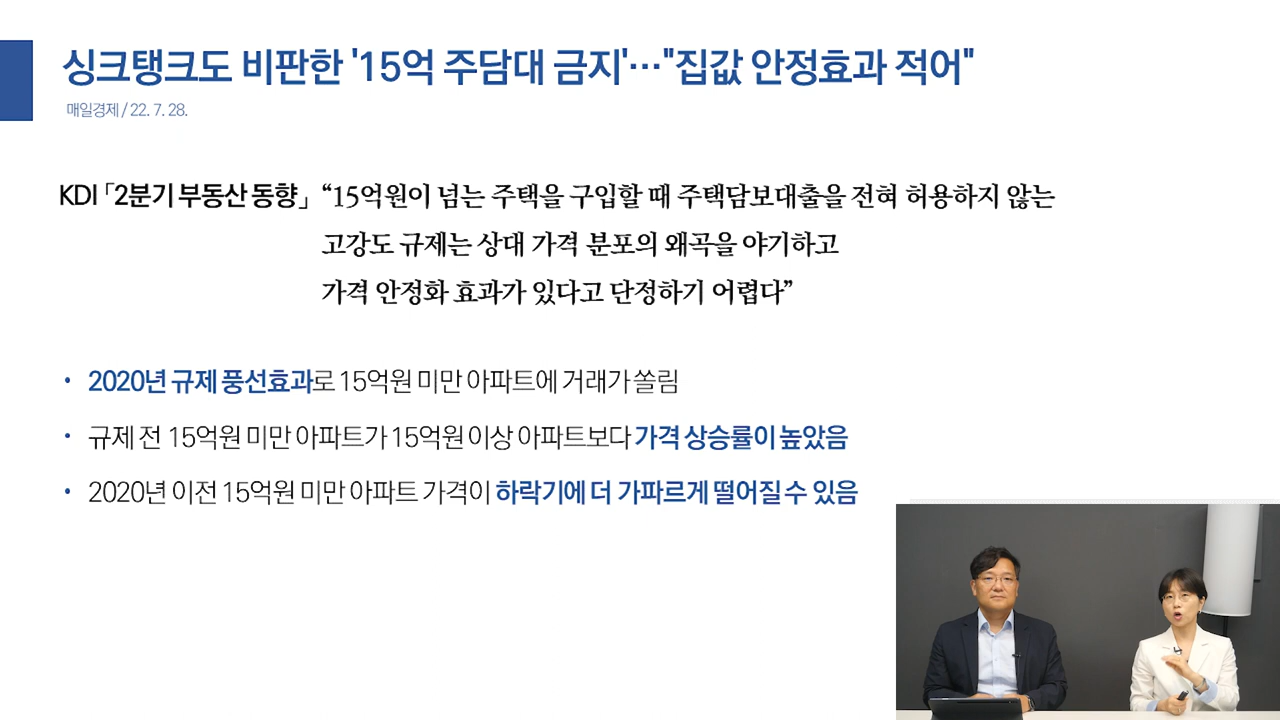 싱크탱크도 비판한 '15억 주담대 금지'…"집값 안정효과 적어"
매일경제 / 22. 7. 28.
KDI「2분기 부동산 동향」 “15억원이 넘는 주택을 구입할 때 주택담보대출을 전혀 허용하지 않는
고강도 규제는 상대 가격 분포의 왜곡을 야기하고
가격 안정화 효과가 있다고 단정하기 어렵다”
• 2020년 규제 풍선효과로 15억원 미만 아파트에 거래가 쏠림
• 규제 전 15억원 미만 아파트가 15억원 이상 아파트보다 가격 상승률이 높았음
• 2020년 이전 15억원 미만 아파트 가격이 하락기에 더 가파르게 떨어질 수 있음